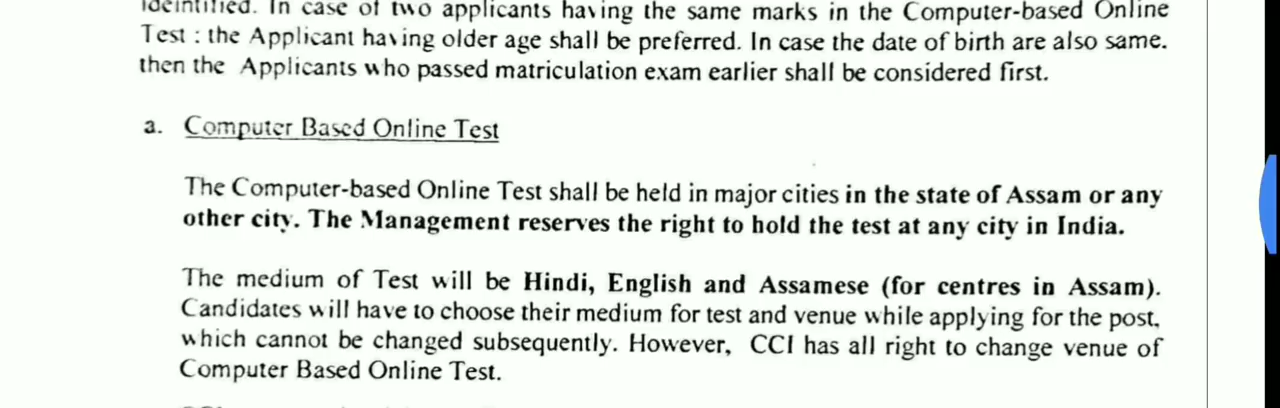 ideintified. In case of two applicants having the same marks in the Computer-based Online
Test : the Applicant having older age shall be preferred. In case the date of birth are also same.
then the Applicants who passed matriculation exam earlier shall be considered first.
a. Computer Based Online Test
The Computer-based Online Test shall be held in major cities in the state of Assam or any
other city. The Management reserves the right to hold the test at any city in India.
The medium of Test will be Hindi, English and Assamese (for centres in Assam).
Candidates will have to choose their medium for test and venue while applying for the post,
which cannot be changed subsequently. However, CCI has all right to change venue of
Computer Based Online Test.